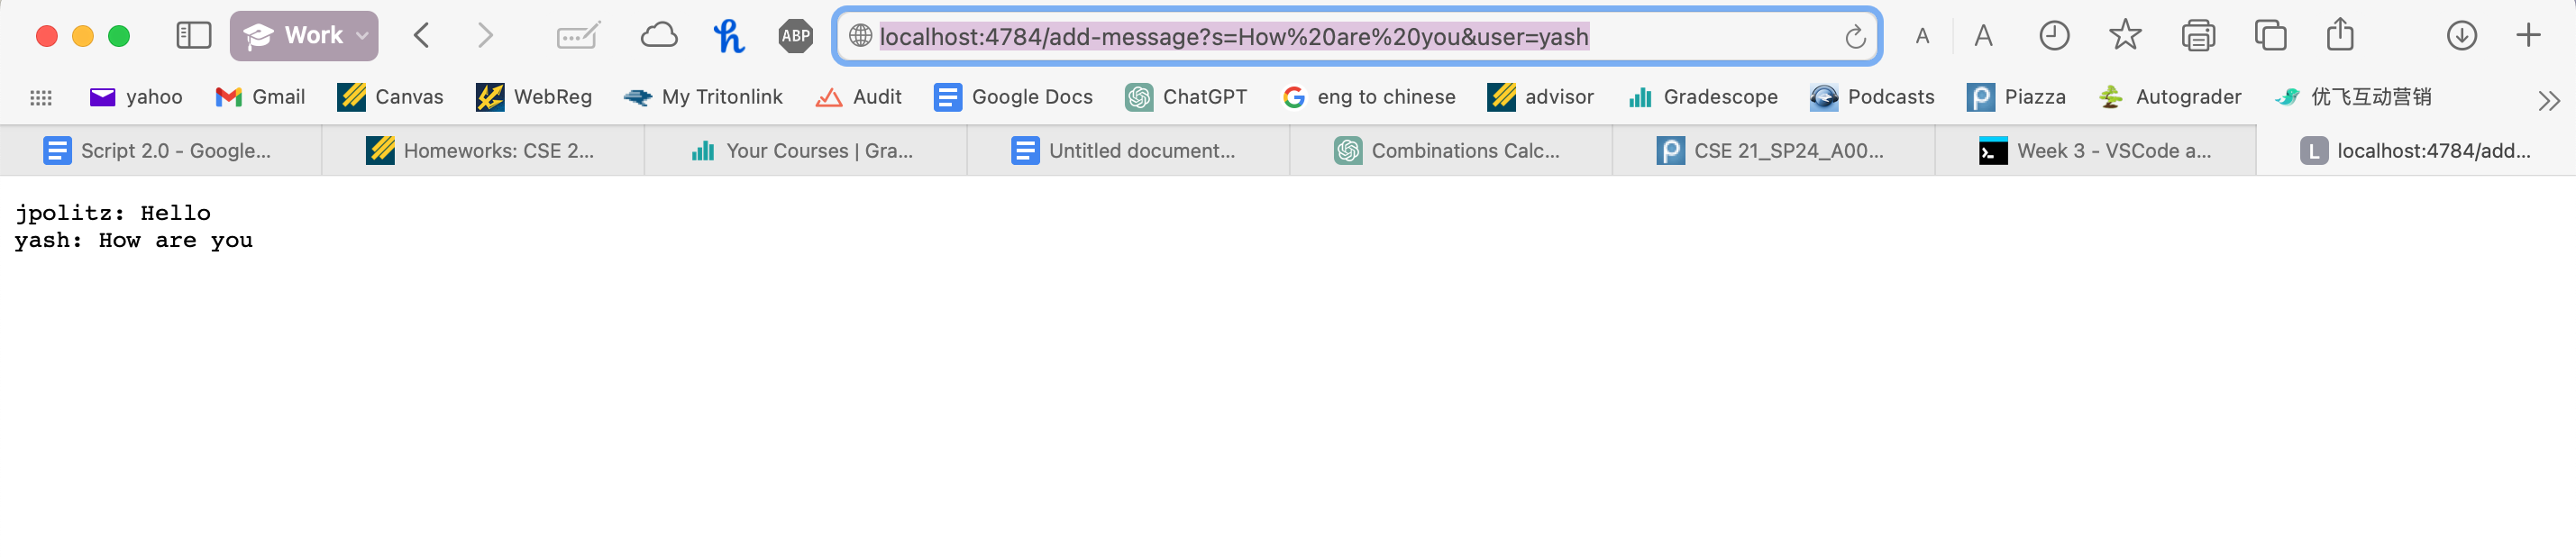 Work ABP localhost:4784/add-message?s=How%20are%20you&user=yash A A
yahoo Gmail Canvas WebReg My Tritonlink Audit Google Docs ChatGPT eng to chinese advisor Gradescope Podcasts Piazza Autograder 优飞互动营销
Script 2.0 - Google... Homeworks: CSE 2... Your Courses | Gra... Untitled document... Combinations Calc... CSE 21_SP24_A00... Week 3 - VSCode a... L localhost:4784/add...
jpolitz: Hello
yash: How are you